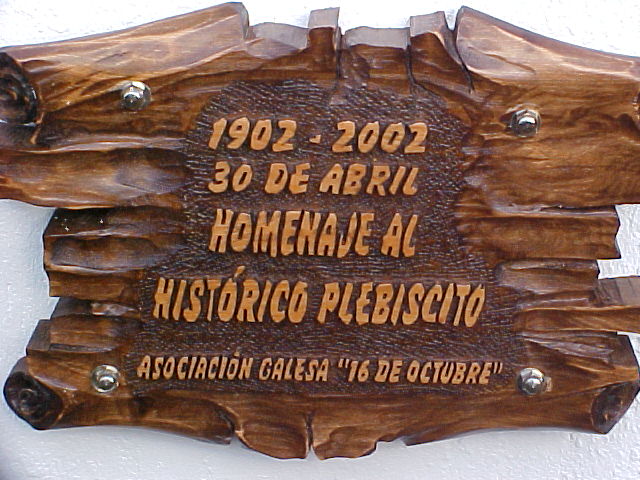 1902 - 2002
30 DE ABRIL
HOMENAJE AL
HISTÓRICO PLEBISCITO
ASOCIACIÓN GALESA "16 DE OCTUBRE"